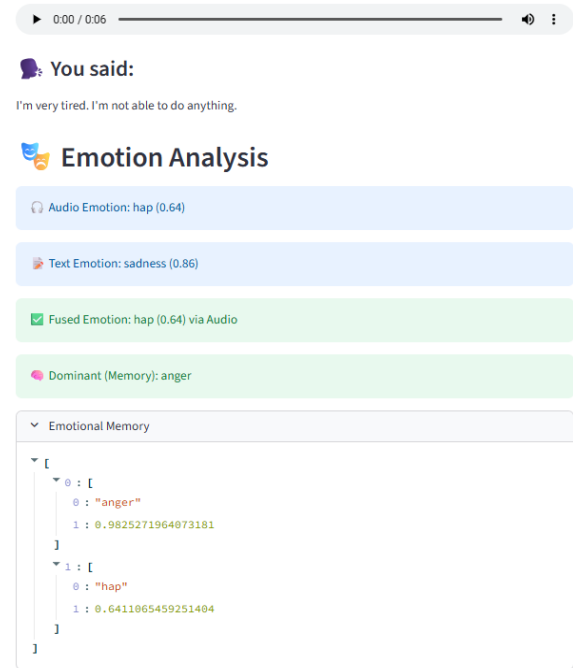 0:00 / 0:06
You said:
I'm very tired. I'm not able to do anything.
Emotion Analysis
Audio Emotion: hap (0.64)
Text Emotion: sadness (0.86)
Fused Emotion: hap (0.64) via Audio
Dominant (Memory): anger
Emotional Memory
[
0 : [
0 : "anger"
1 : 0.9825271964073181
]
1 : [
0 : "hap"
1 : 0.6411065459251404
]
]